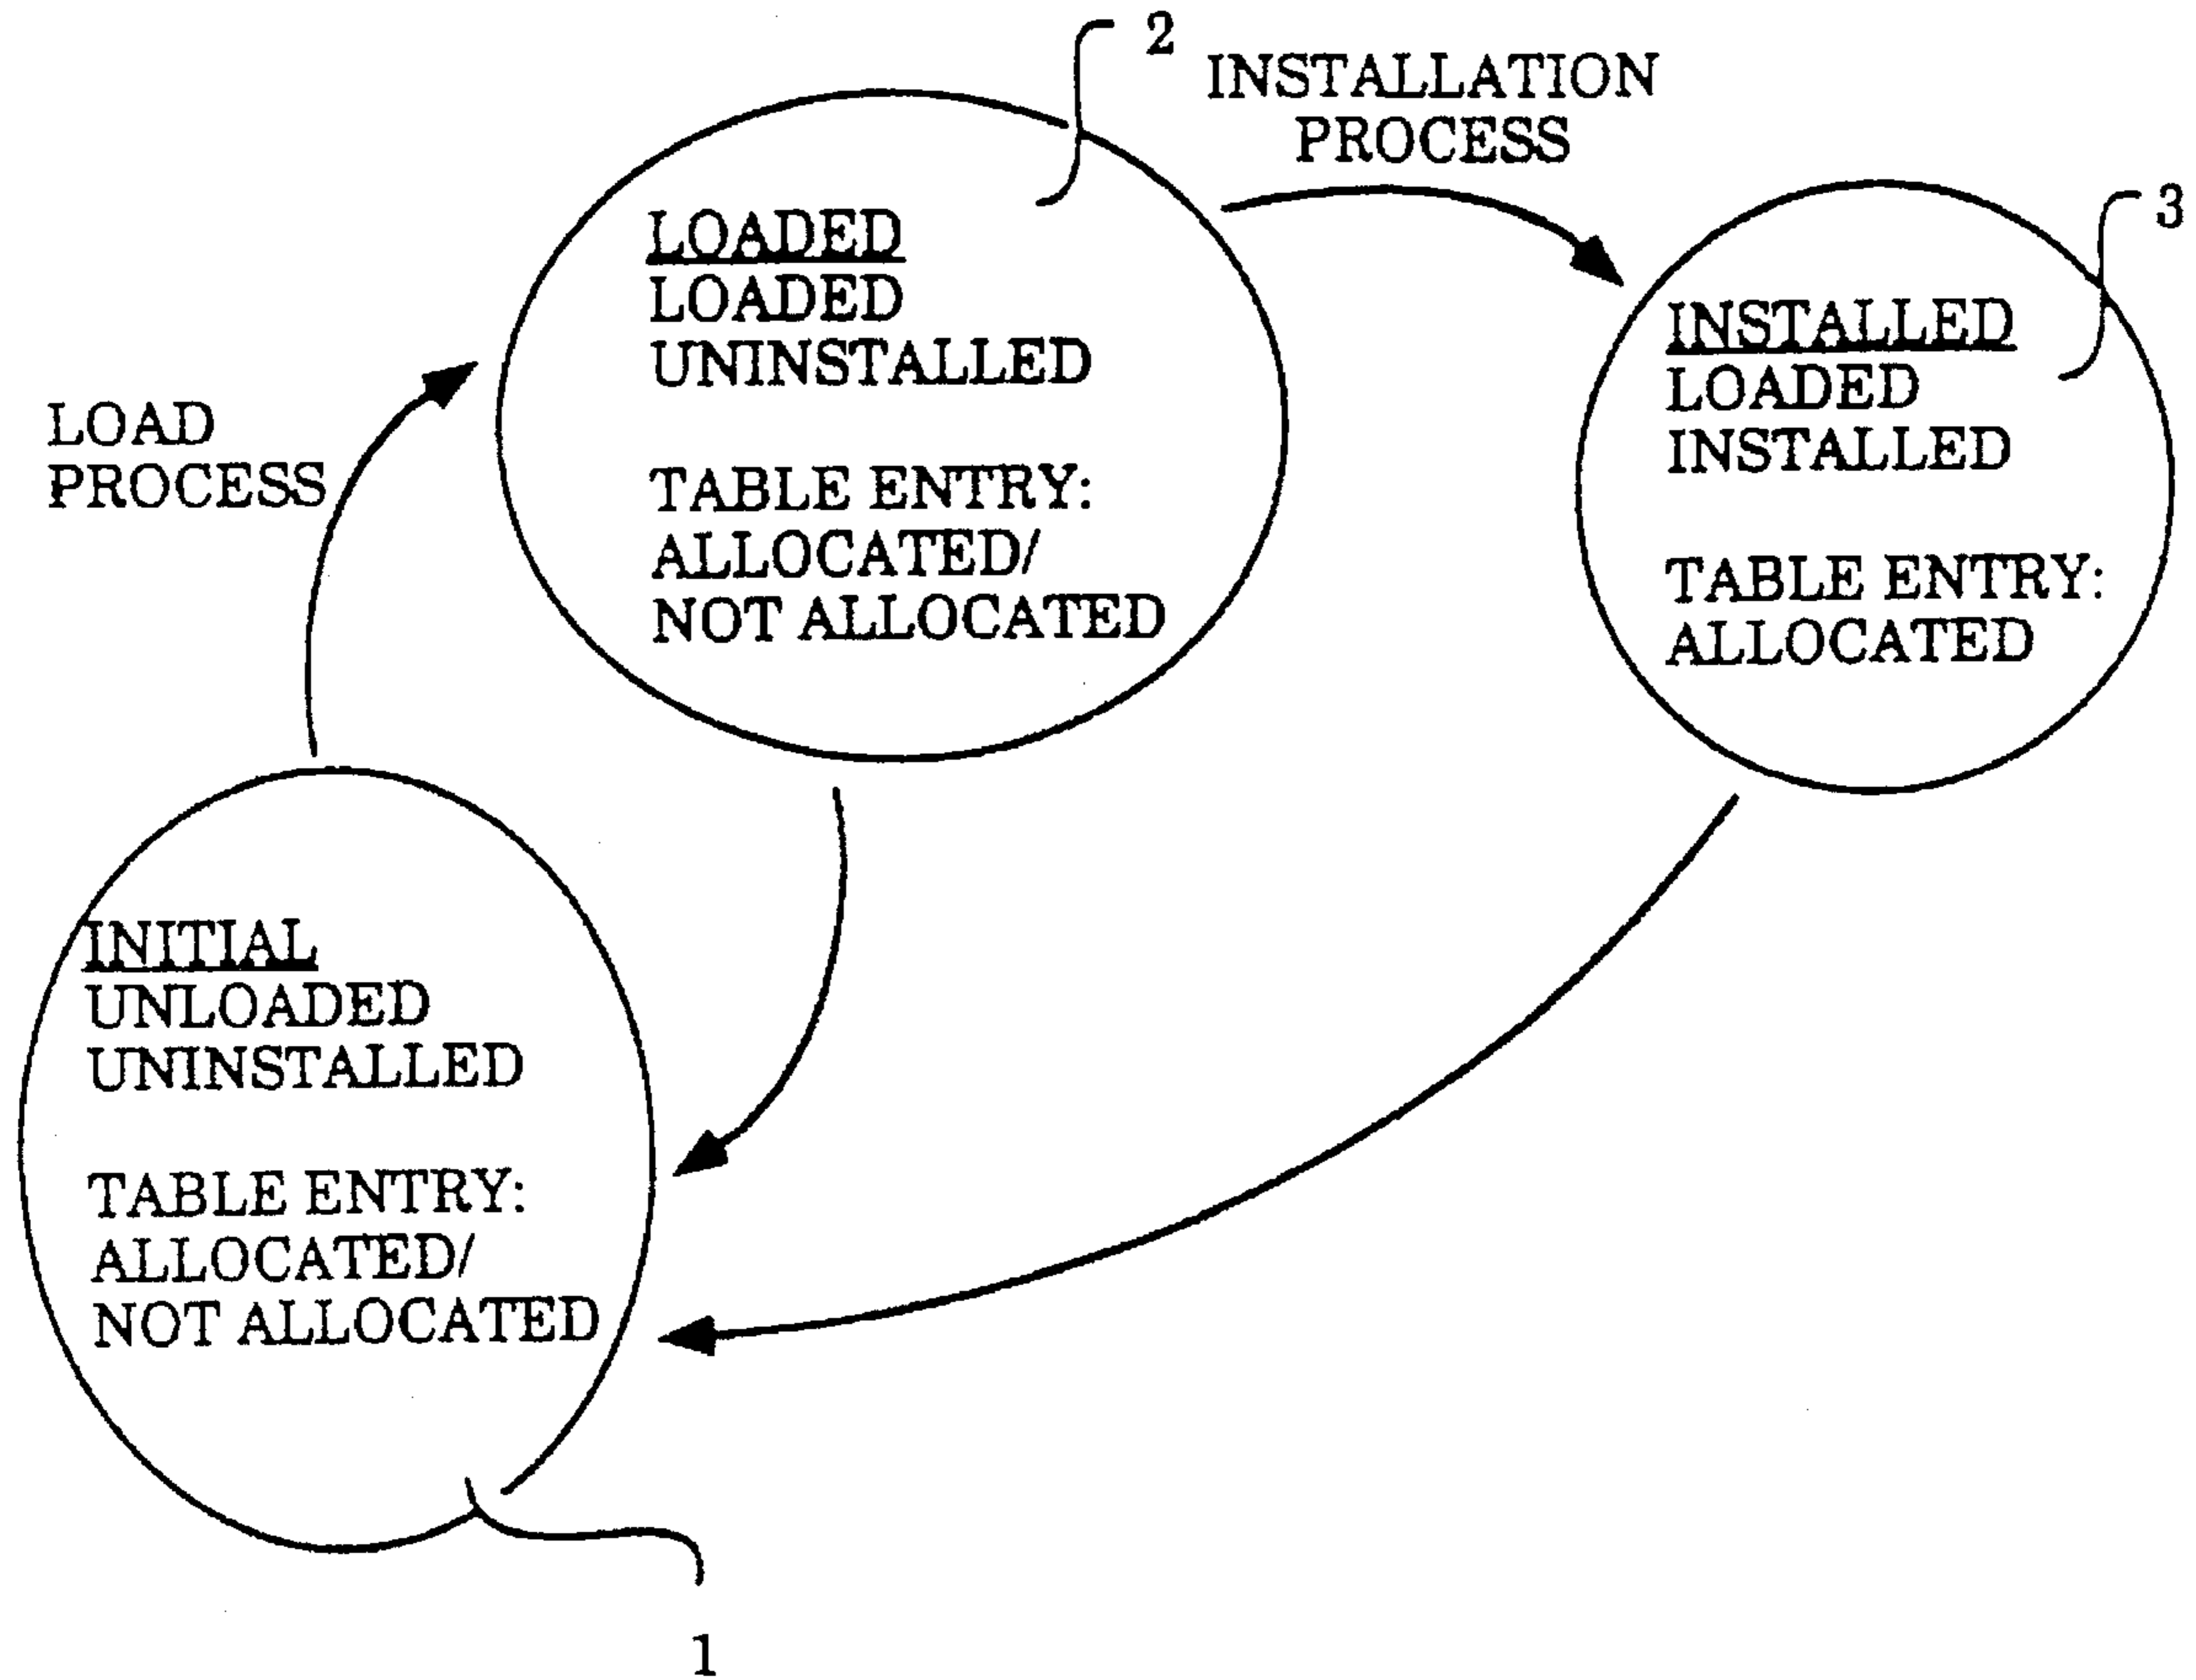 2
INSTALLATION
PROCESS
LOADED
LOADED
UNINSTALLED
TABLE ENTRY:
ALLOCATED/
NOT ALLOCATED
3
INSTALLED
LOADED
INSTALLED
TABLE ENTRY:
ALLOCATED
LOAD
PROCESS
INITIAL
UNLOADED
UNINSTALLED
TABLE ENTRY:
ALLOCATED/
NOT ALLOCATED
1